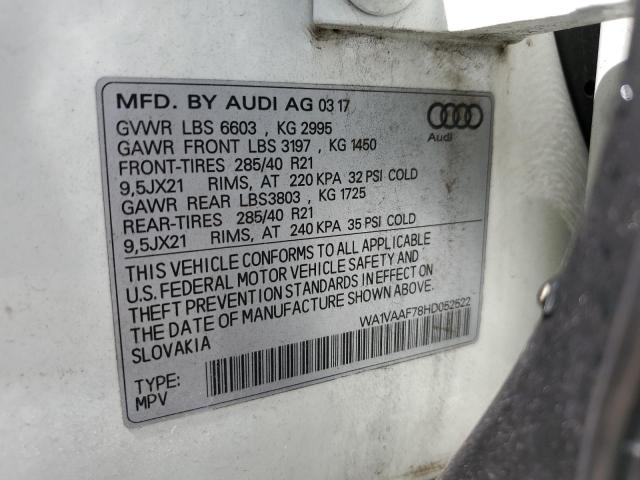 MFD. BY AUDI AG 03 17
Audi
GVWR LBS 6603 , KG 2995
GAWR FRONT LBS 3197 , KG 1450
FRONT-TIRES 285/40 R21
9,5JX21 RIMS, AT 220 KPA 32 PSI COLD
GAWR REAR LBS3803 , KG 1725
REAR-TIRES 285/40 R21
9,5JX21 RIMS, AT 240 KPA 35 PSI COLD
THIS VEHICLE CONFORMS TO ALL APPLICABLE
U.S. FEDERAL MOTOR VEHICLE SAFETY AND
THEFT PREVENTION STANDARDS IN EFFECT ON
THE DATE OF MANUFACTURE SHOWN ABOVE.
SLOVAKIA
WA1VAAF78HD052522
TYPE:
MPV